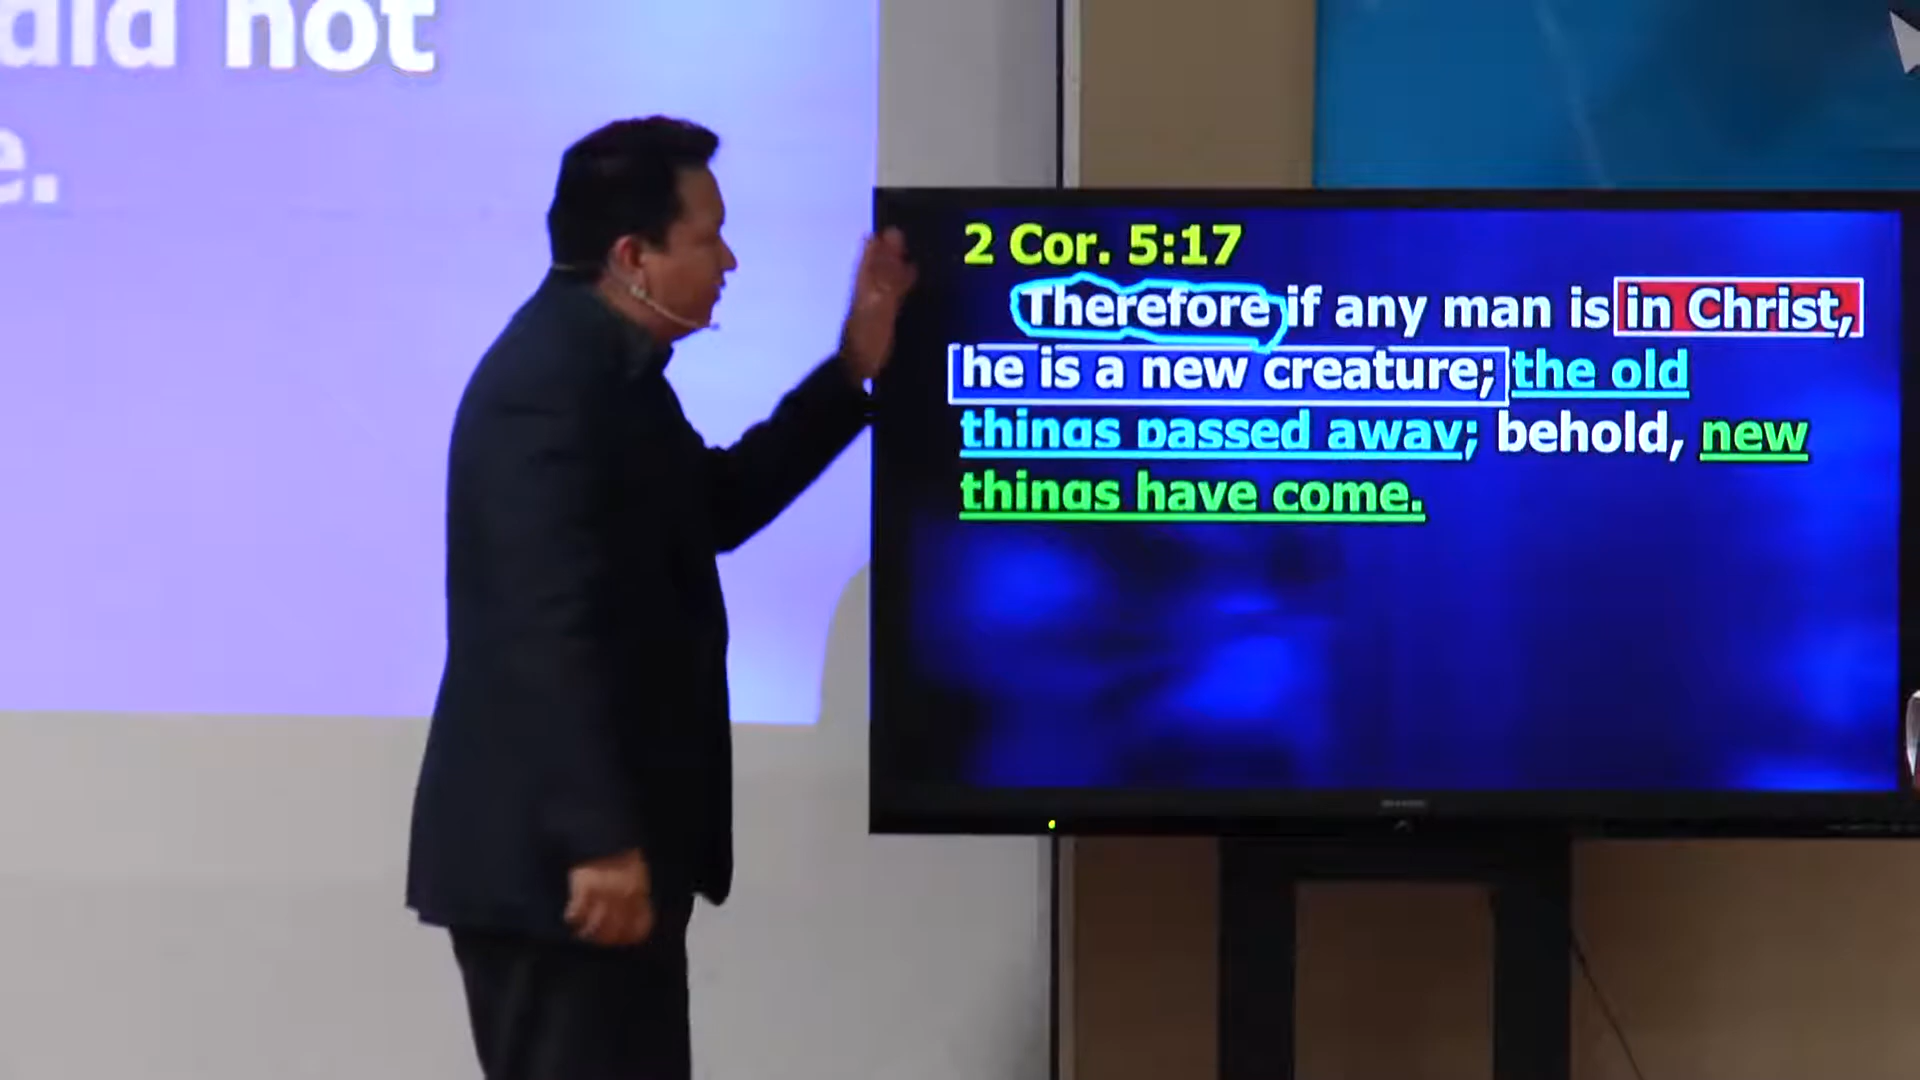 did not
e.
2 Cor. 5:17
Therefore if any man is in Christ,
he is a new creature; the old
things passed away; behold, new
things have come.